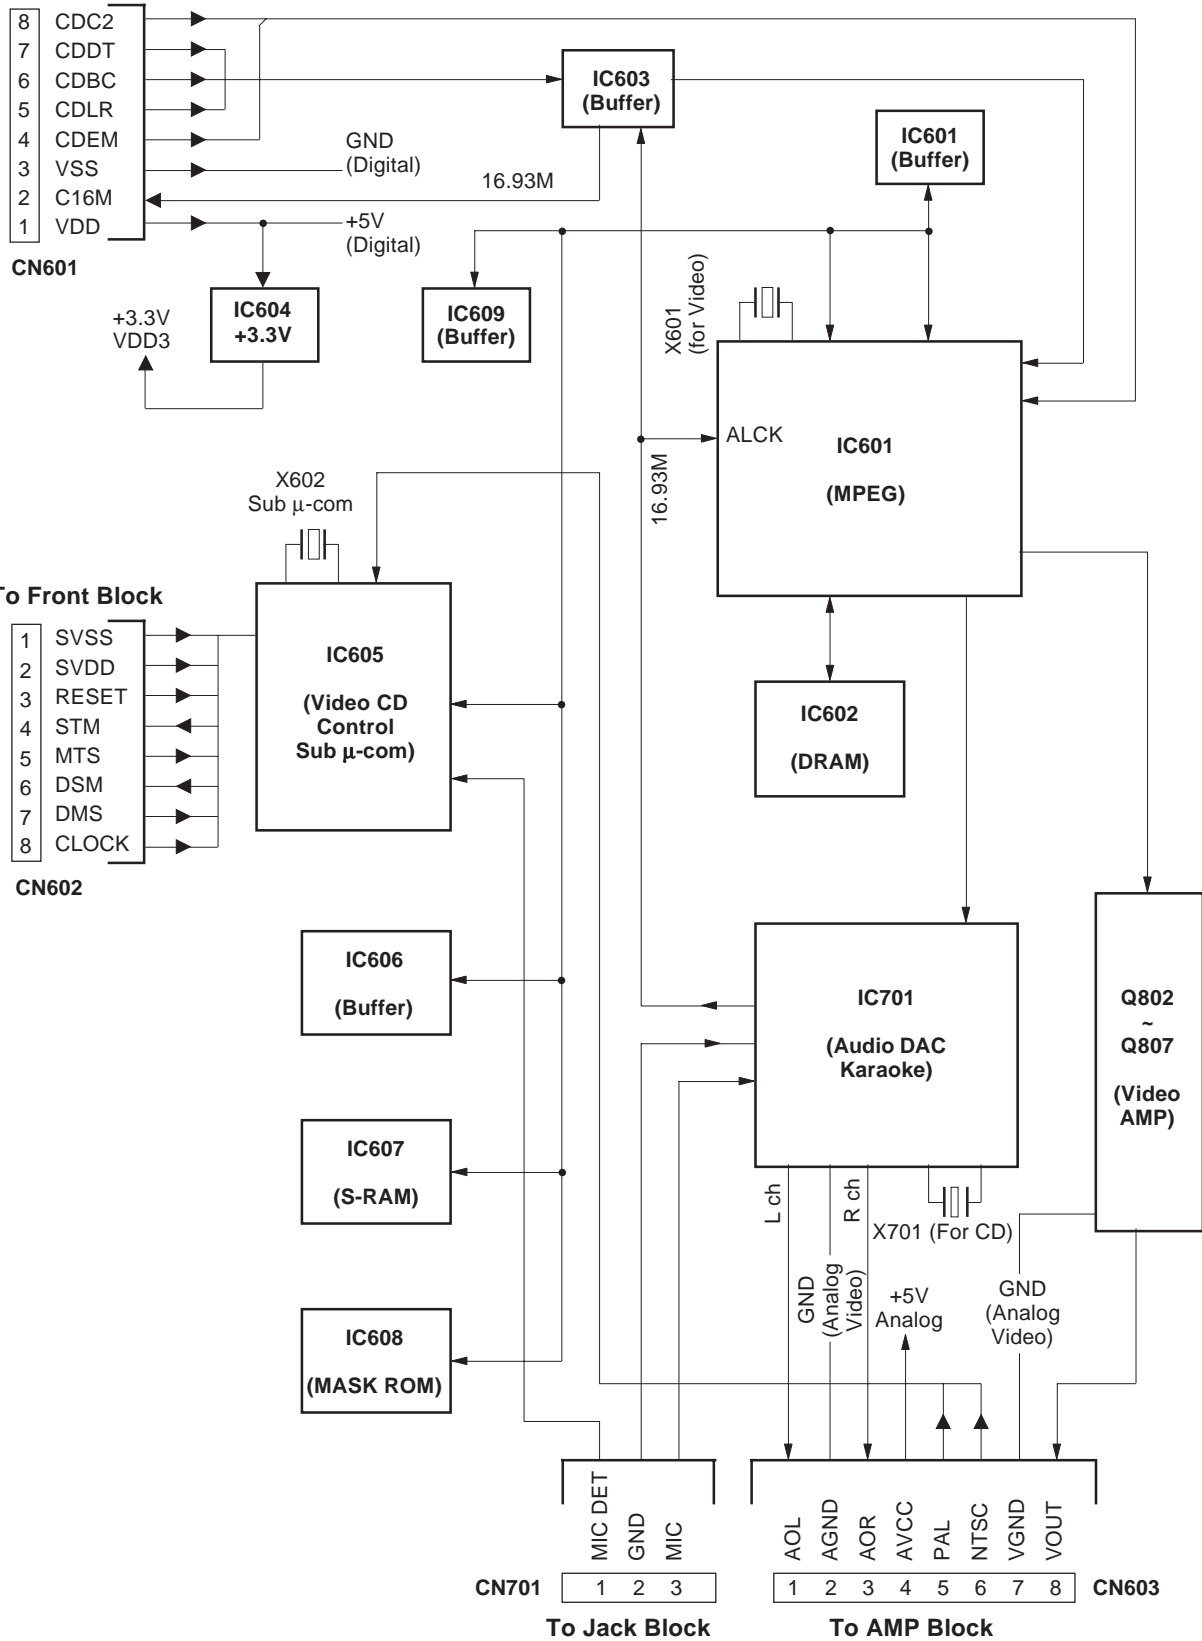 8 CDC2
7 CDDT
6 CDBC
5 CDLR
4 CDEM
3 VSS
2 C16M
1 VDD
CN601
GND
(Digital)
16.93M
+5V
(Digital)
IC603
(Buffer)
IC601
(Buffer)
IC604
+3.3V
+3.3V
VDD3
IC609
(Buffer)
X601
(for Video)
ALCK
IC601
(MPEG)
16.93M
X602
Sub µ-com
To Front Block
1 SVSS
2 SVDD
3 RESET
4 STM
5 MTS
6 DSM
7 DMS
8 CLOCK
CN602
IC605
(Video CD
Control
Sub µ-com)
IC602
(DRAM)
IC606
(Buffer)
IC701
(Audio DAC
Karaoke)
Q802
~
Q807
(Video
AMP)
IC607
(S-RAM)
L ch
R ch
X701 (For CD)
GND
(Analog
Video)
+5V
Analog
GND
(Analog
Video)
IC608
(MASK ROM)
MIC DET
GND
MIC
AOL
AGND
AOR
AVCC
PAL
NTSC
VGND
VOUT
CN701 1 2 3
1 2 3 4 5 6 7 8 CN603
To Jack Block
To AMP Block